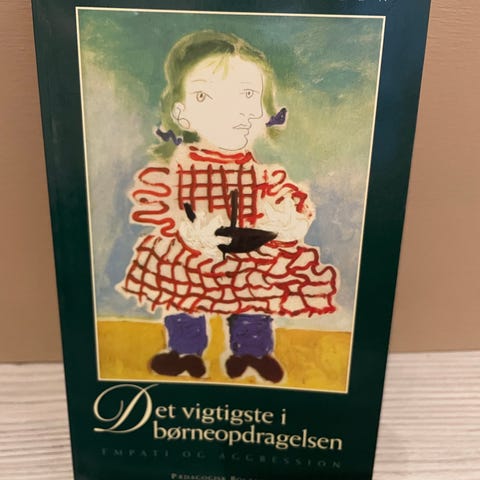 Det vigtigste i
børneopdragelsen
EMPATI OG AGGRESSION